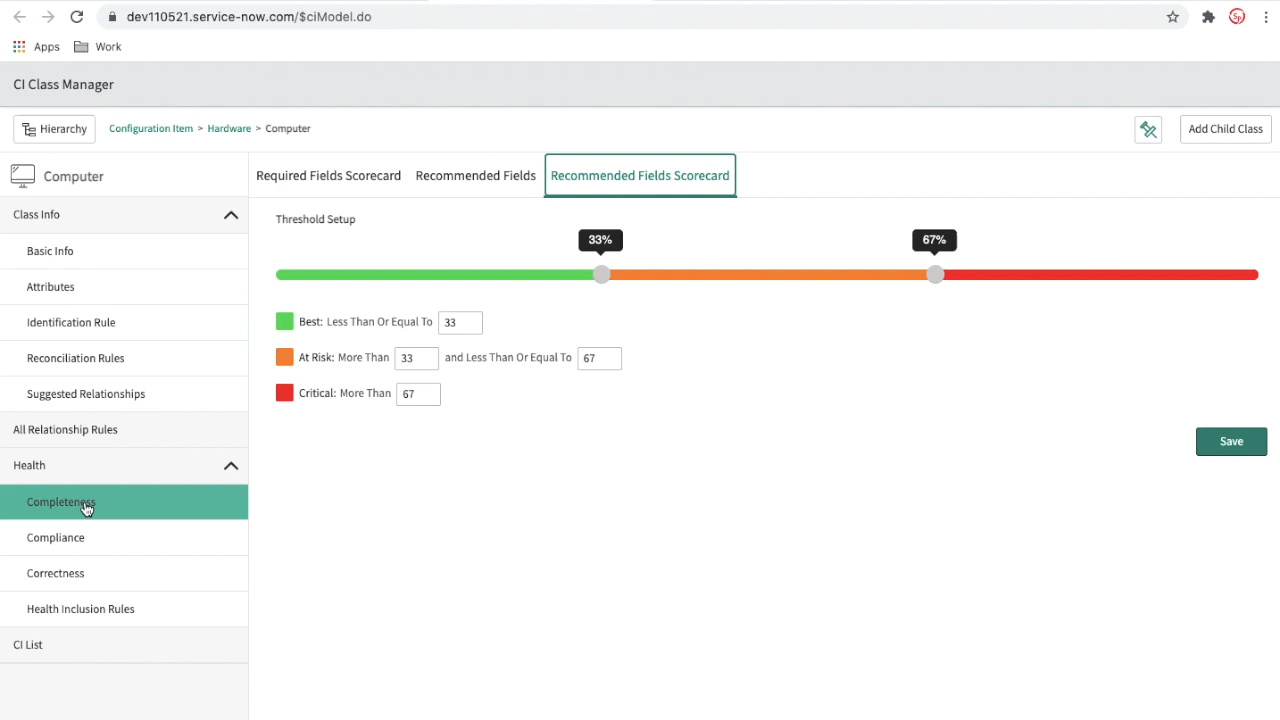 dev110521.service-now.com/$ciModel.do
Sp
Apps Work
CI Class Manager
Hierarchy Configuration Item > Hardware > Computer Add Child Class
Computer
Required Fields Scorecard Recommended Fields Recommended Fields Scorecard
Class Info
Basic Info
Attributes
Identification Rule
Reconciliation Rules
Suggested Relationships
All Relationship Rules
Health
Completeness
Compliance
Correctness
Health Inclusion Rules
CI List
Threshold Setup
33% 67%
Best: Less Than Or Equal To 33
At Risk: More Than 33 and Less Than Or Equal To 67
Critical: More Than 67
Save